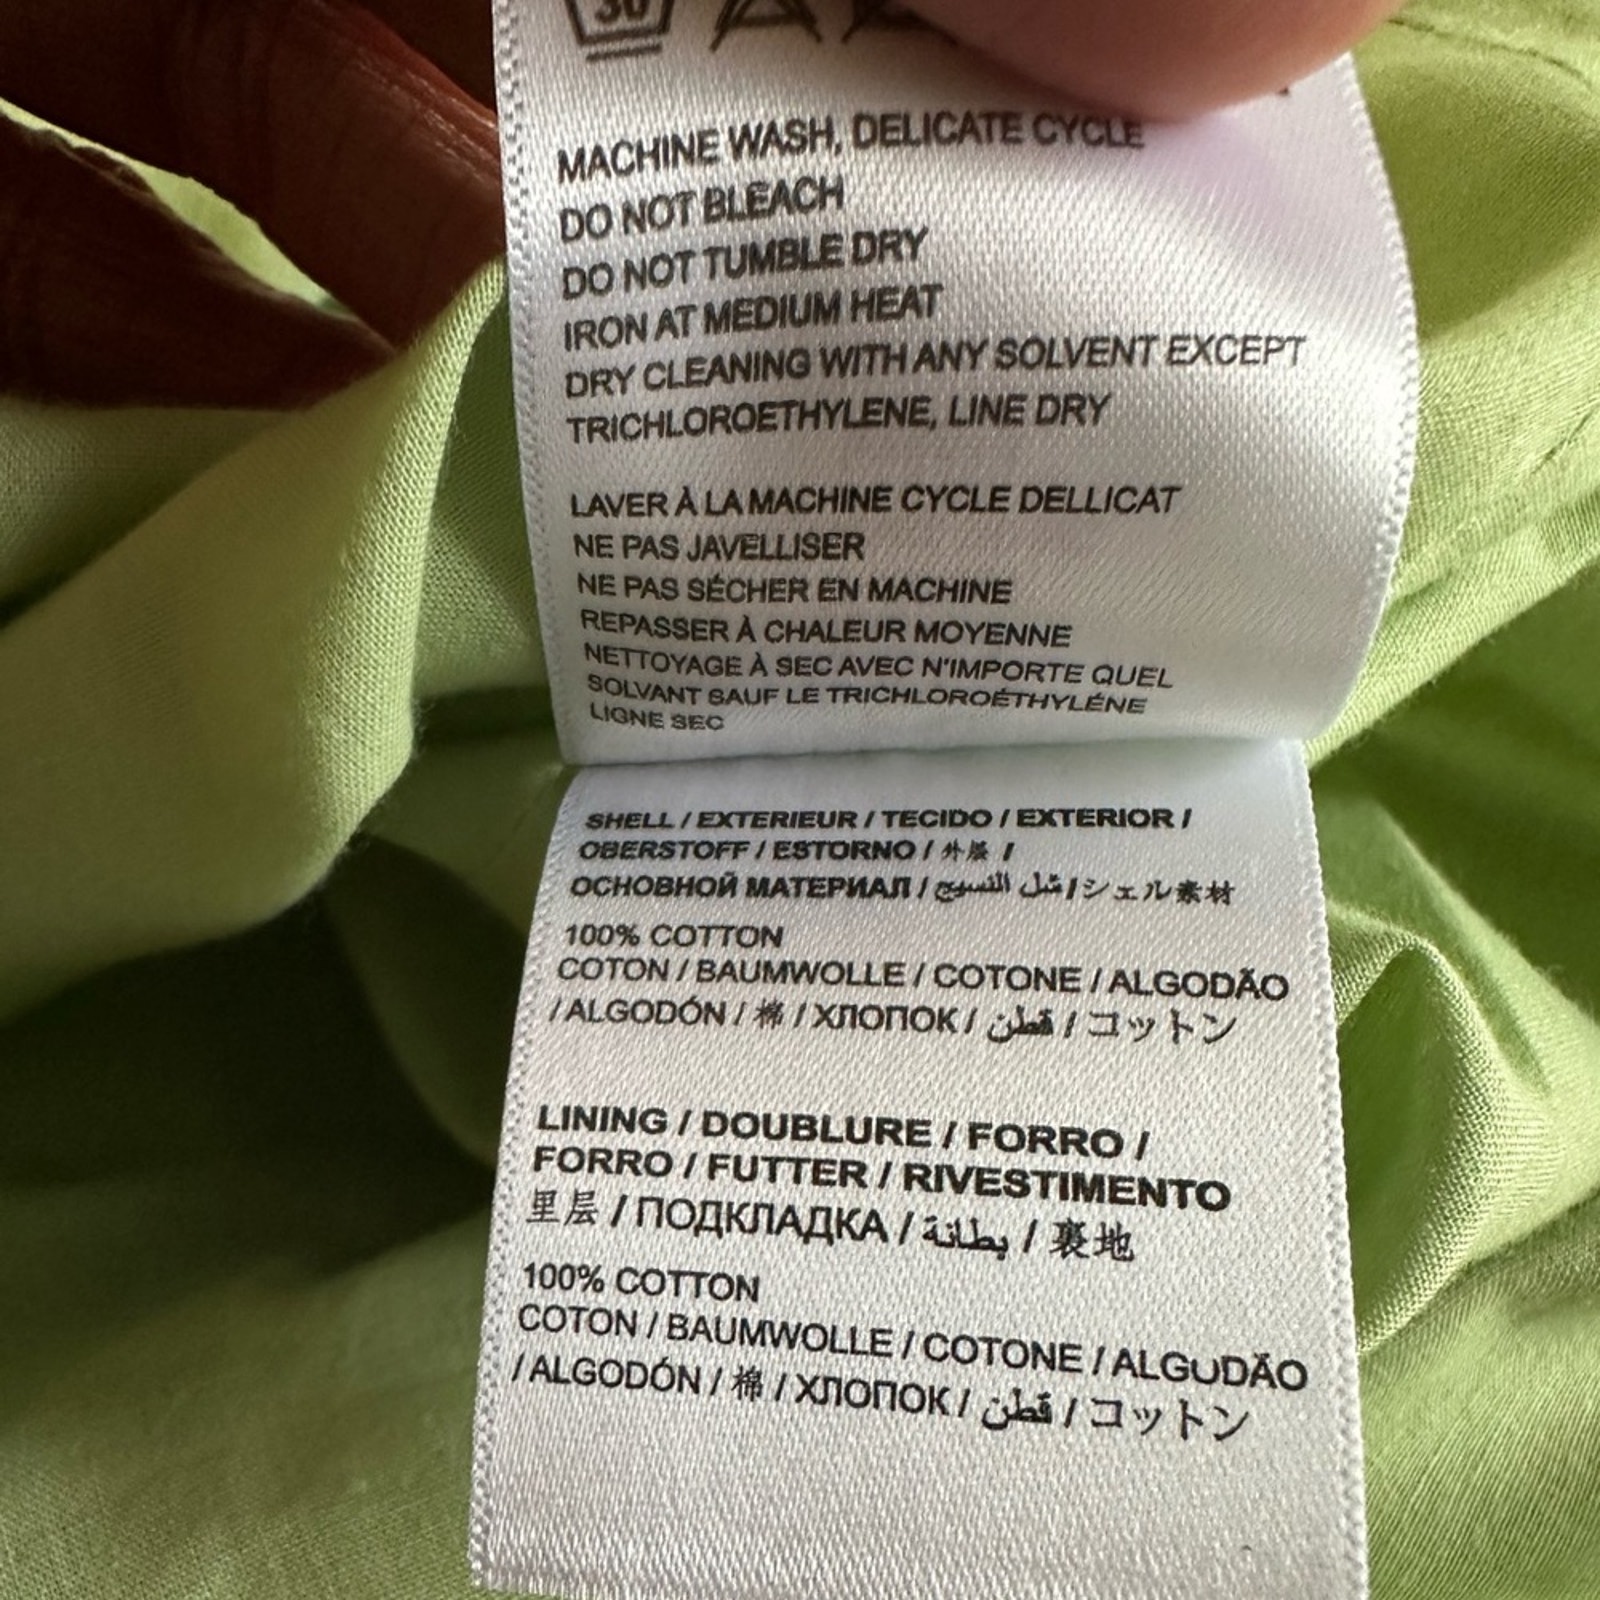 30
MACHINE WASH, DELICATE CYCLE
DO NOT BLEACH
DO NOT TUMBLE DRY
IRON AT MEDIUM HEAT
DRY CLEANING WITH ANY SOLVENT EXCEPT
TRICHLOROETHYLENE, LINE DRY
LAVER À LA MACHINE CYCLE DELLICAT
NE PAS JAVELLISER
NE PAS SÉCHER EN MACHINE
REPASSER À CHALEUR MOYENNE
NETTOYAGE À SEC AVEC N'IMPORTE QUEL
SOLVANT SAUF LE TRICHLOROÉTHYLÉNE
LIGNE SEC
SHELL / EXTERIEUR / TECIDO / EXTERIOR /
OBERSTOFF / ESTORNO / 外层 /
ОСНОВНОЙ МАТЕРИАЛ / شل النسيج / シェル素材
100% COTTON
COTON / BAUMWOLLE / COTONE / ALGODÃO
/ ALGODÓN / 棉 / ХЛОПОК / قطن / コットン
LINING / DOUBLURE / FORRO /
FORRO / FUTTER / RIVESTIMENTO
里层 / ПОДКЛАДКА / بطانة / 裏地
100% COTTON
COTON / BAUMWOLLE / COTONE / ALGODÃO
/ ALGODÓN / 棉 / ХЛОПОК / قطن / コットン